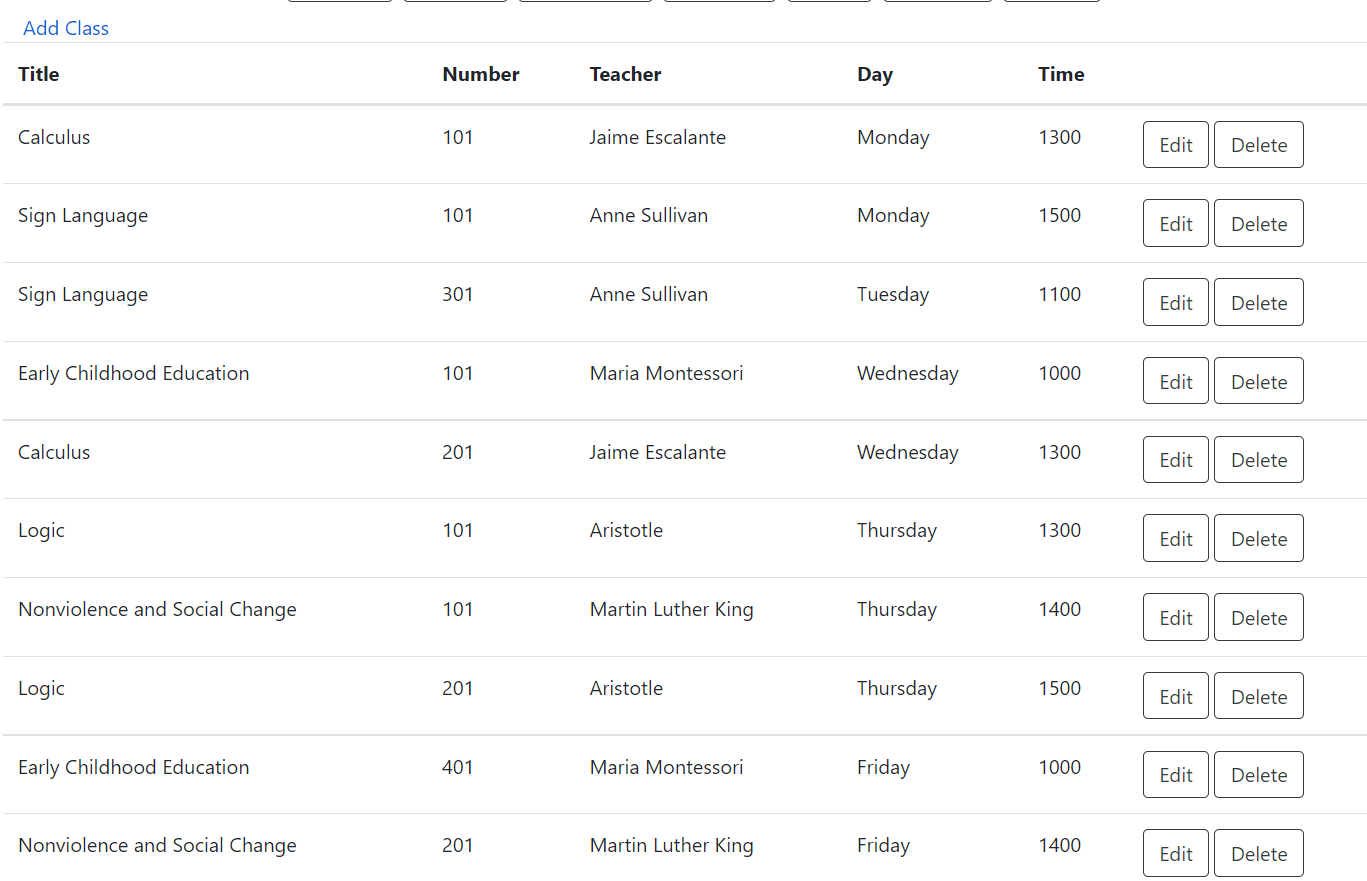 Add Class
Title Number Teacher Day Time
Calculus 101 Jaime Escalante Monday 1300 Edit Delete
Sign Language 101 Anne Sullivan Monday 1500 Edit Delete
Sign Language 301 Anne Sullivan Tuesday 1100 Edit Delete
Early Childhood Education 101 Maria Montessori Wednesday 1000 Edit Delete
Calculus 201 Jaime Escalante Wednesday 1300 Edit Delete
Logic 101 Aristotle Thursday 1300 Edit Delete
Nonviolence and Social Change 101 Martin Luther King Thursday 1400 Edit Delete
Logic 201 Aristotle Thursday 1500 Edit Delete
Early Childhood Education 401 Maria Montessori Friday 1000 Edit Delete
Nonviolence and Social Change 201 Martin Luther King Friday 1400 Edit Delete